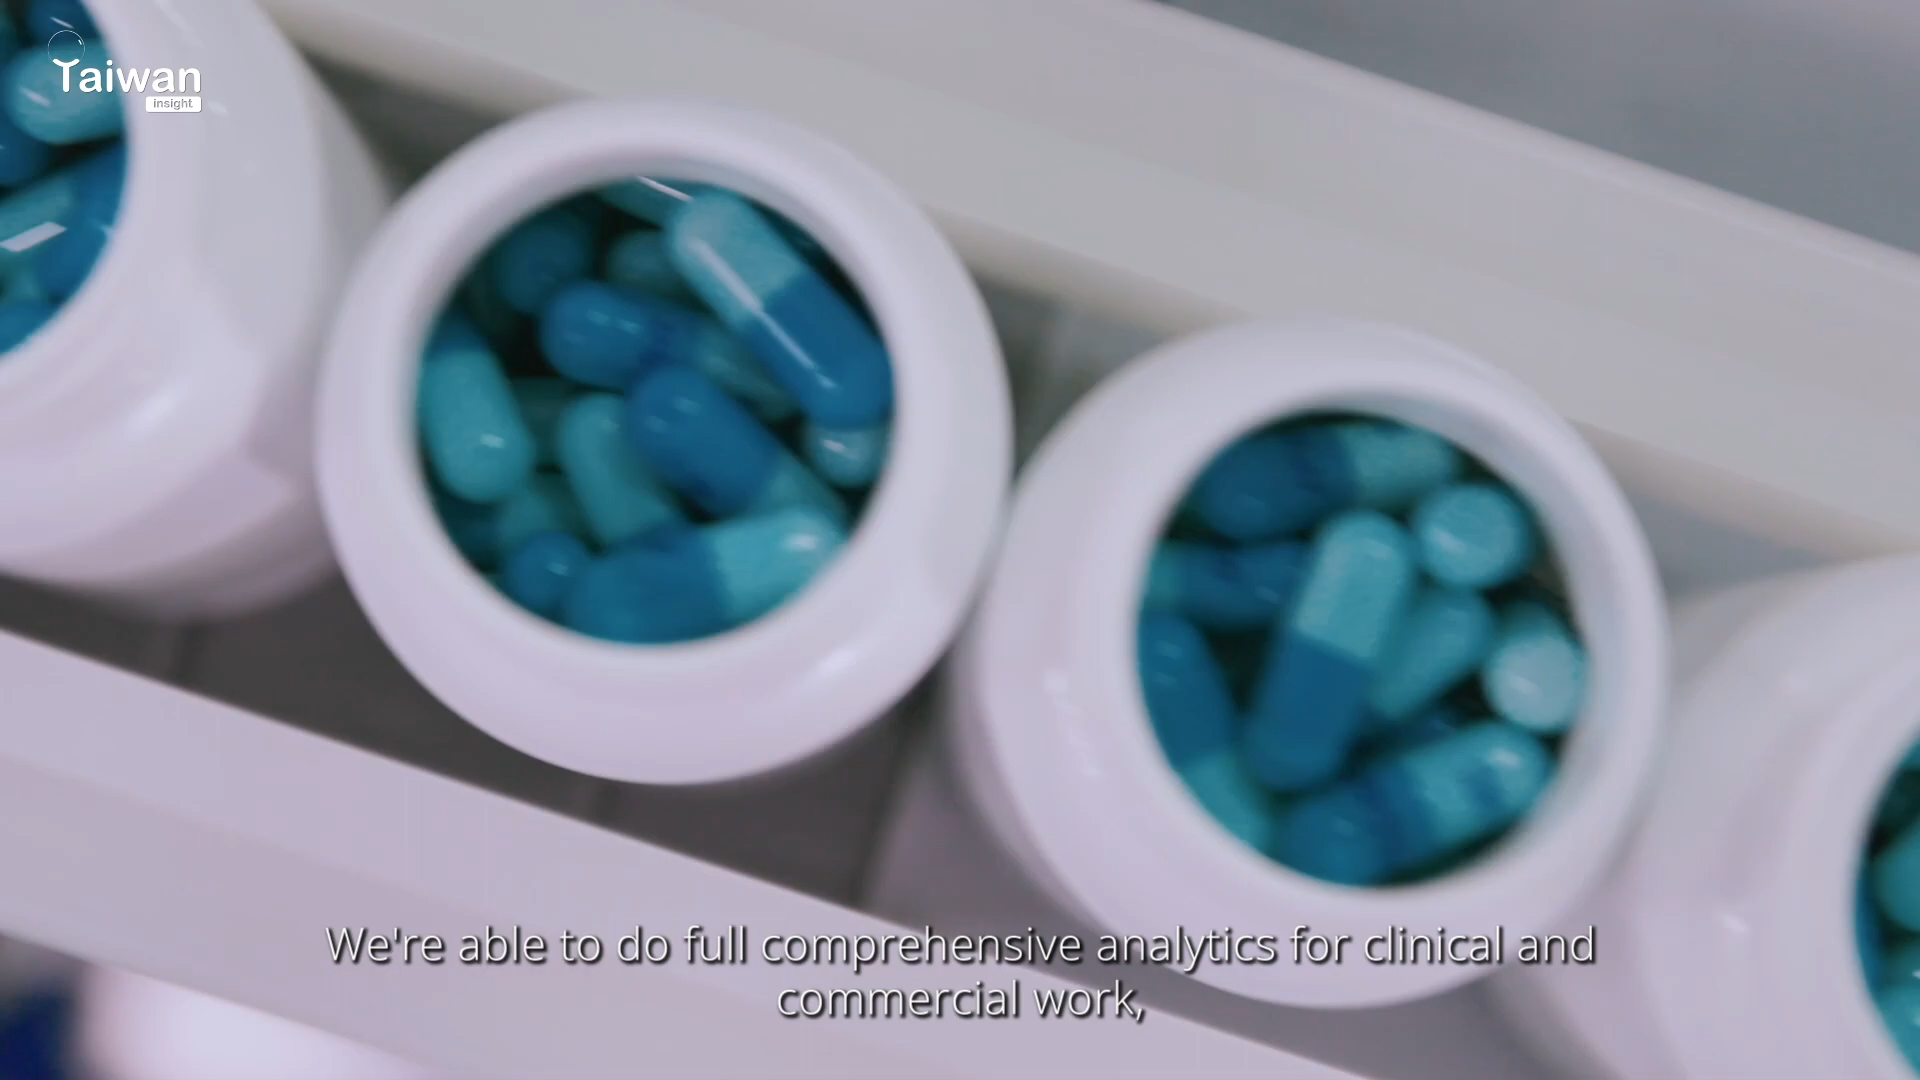 Taiwan
insight
We're able to do full comprehensive analytics for clinical and
commercial work,